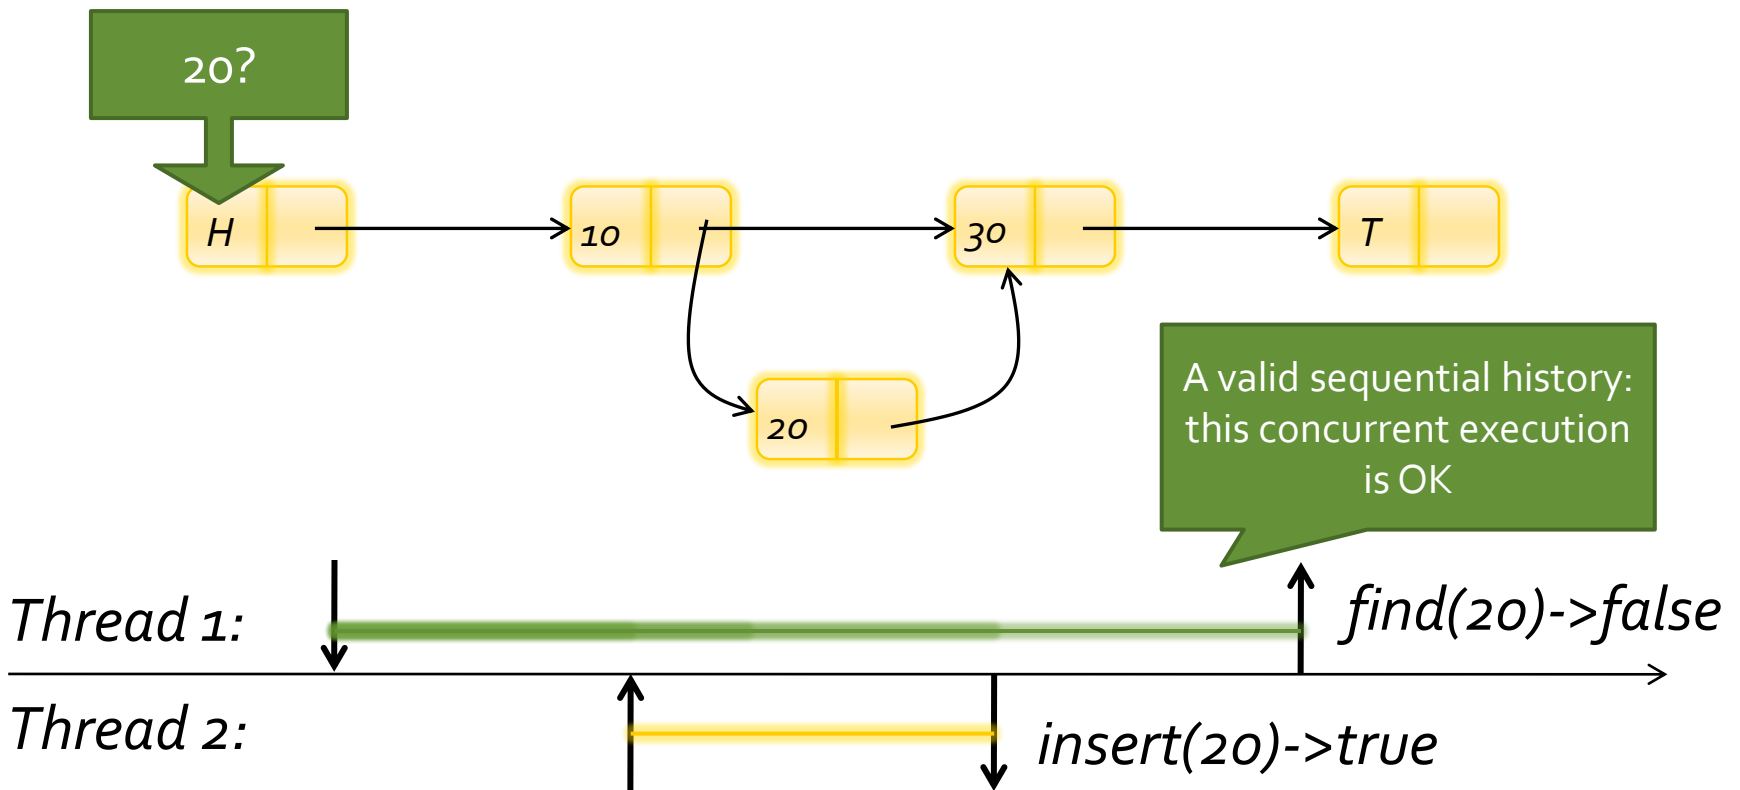 20?
H
10
30
T
20
A valid sequential history:
this concurrent execution
is OK
Thread 1:
find(20)->false
Thread 2:
insert(20)->true